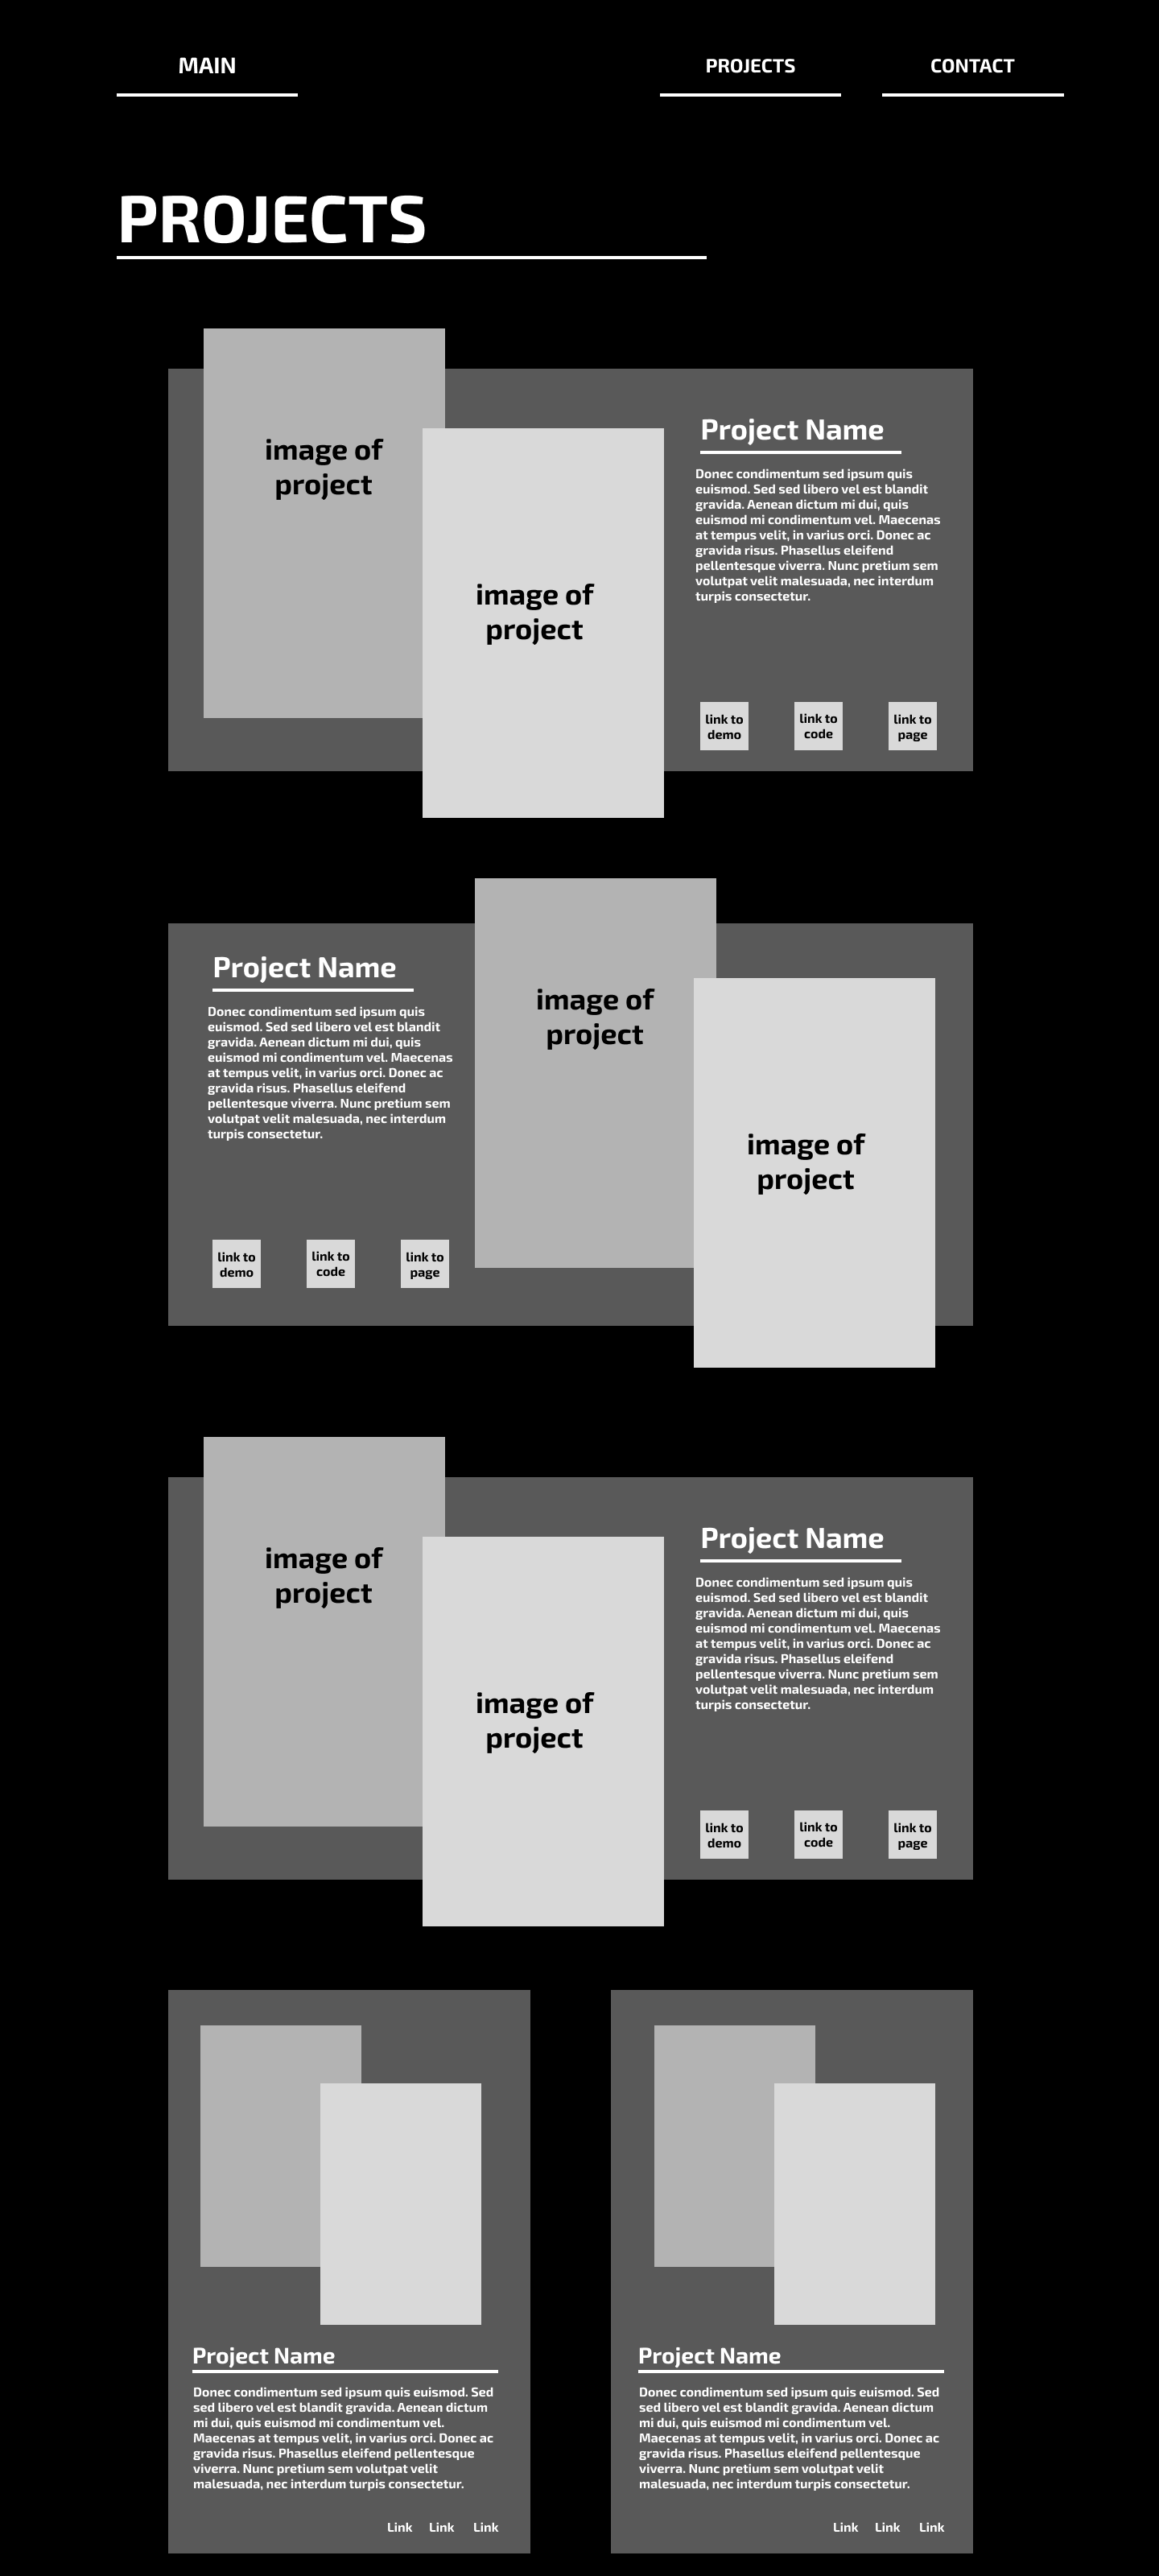 MAIN
PROJECTS
CONTACT
PROJECTS
image of
project
image of
project
Project Name
Donec condimentum sed ipsum quis
euismod. Sed sed libero vel est blandit
gravida. Aenean dictum mi dui, quis
euismod mi condimentum vel. Maecenas
at tempus velit, in varius orci. Donec ac
gravida risus. Phasellus eleifend
pellentesque viverra. Nunc pretium sem
volutpat velit malesuada, nec interdum
turpis consectetur.
link to
demo
link to
code
link to
page
Project Name
Donec condimentum sed ipsum quis
euismod. Sed sed libero vel est blandit
gravida. Aenean dictum mi dui, quis
euismod mi condimentum vel. Maecenas
at tempus velit, in varius orci. Donec ac
gravida risus. Phasellus eleifend
pellentesque viverra. Nunc pretium sem
volutpat velit malesuada, nec interdum
turpis consectetur.
link to
demo
link to
code
link to
page
image of
project
image of
project
image of
project
image of
project
Project Name
Donec condimentum sed ipsum quis
euismod. Sed sed libero vel est blandit
gravida. Aenean dictum mi dui, quis
euismod mi condimentum vel. Maecenas
at tempus velit, in varius orci. Donec ac
gravida risus. Phasellus eleifend
pellentesque viverra. Nunc pretium sem
volutpat velit malesuada, nec interdum
turpis consectetur.
link to
demo
link to
code
link to
page
Project Name
Donec condimentum sed ipsum quis euismod. Sed
sed libero vel est blandit gravida. Aenean dictum
mi dui, quis euismod mi condimentum vel.
Maecenas at tempus velit, in varius orci. Donec ac
gravida risus. Phasellus eleifend pellentesque
viverra. Nunc pretium sem volutpat velit
malesuada, nec interdum turpis consectetur.
Link
Link
Link
Project Name
Donec condimentum sed ipsum quis euismod. Sed
sed libero vel est blandit gravida. Aenean dictum
mi dui, quis euismod mi condimentum vel.
Maecenas at tempus velit, in varius orci. Donec ac
gravida risus. Phasellus eleifend pellentesque
viverra. Nunc pretium sem volutpat velit
malesuada, nec interdum turpis consectetur.
Link
Link
Link